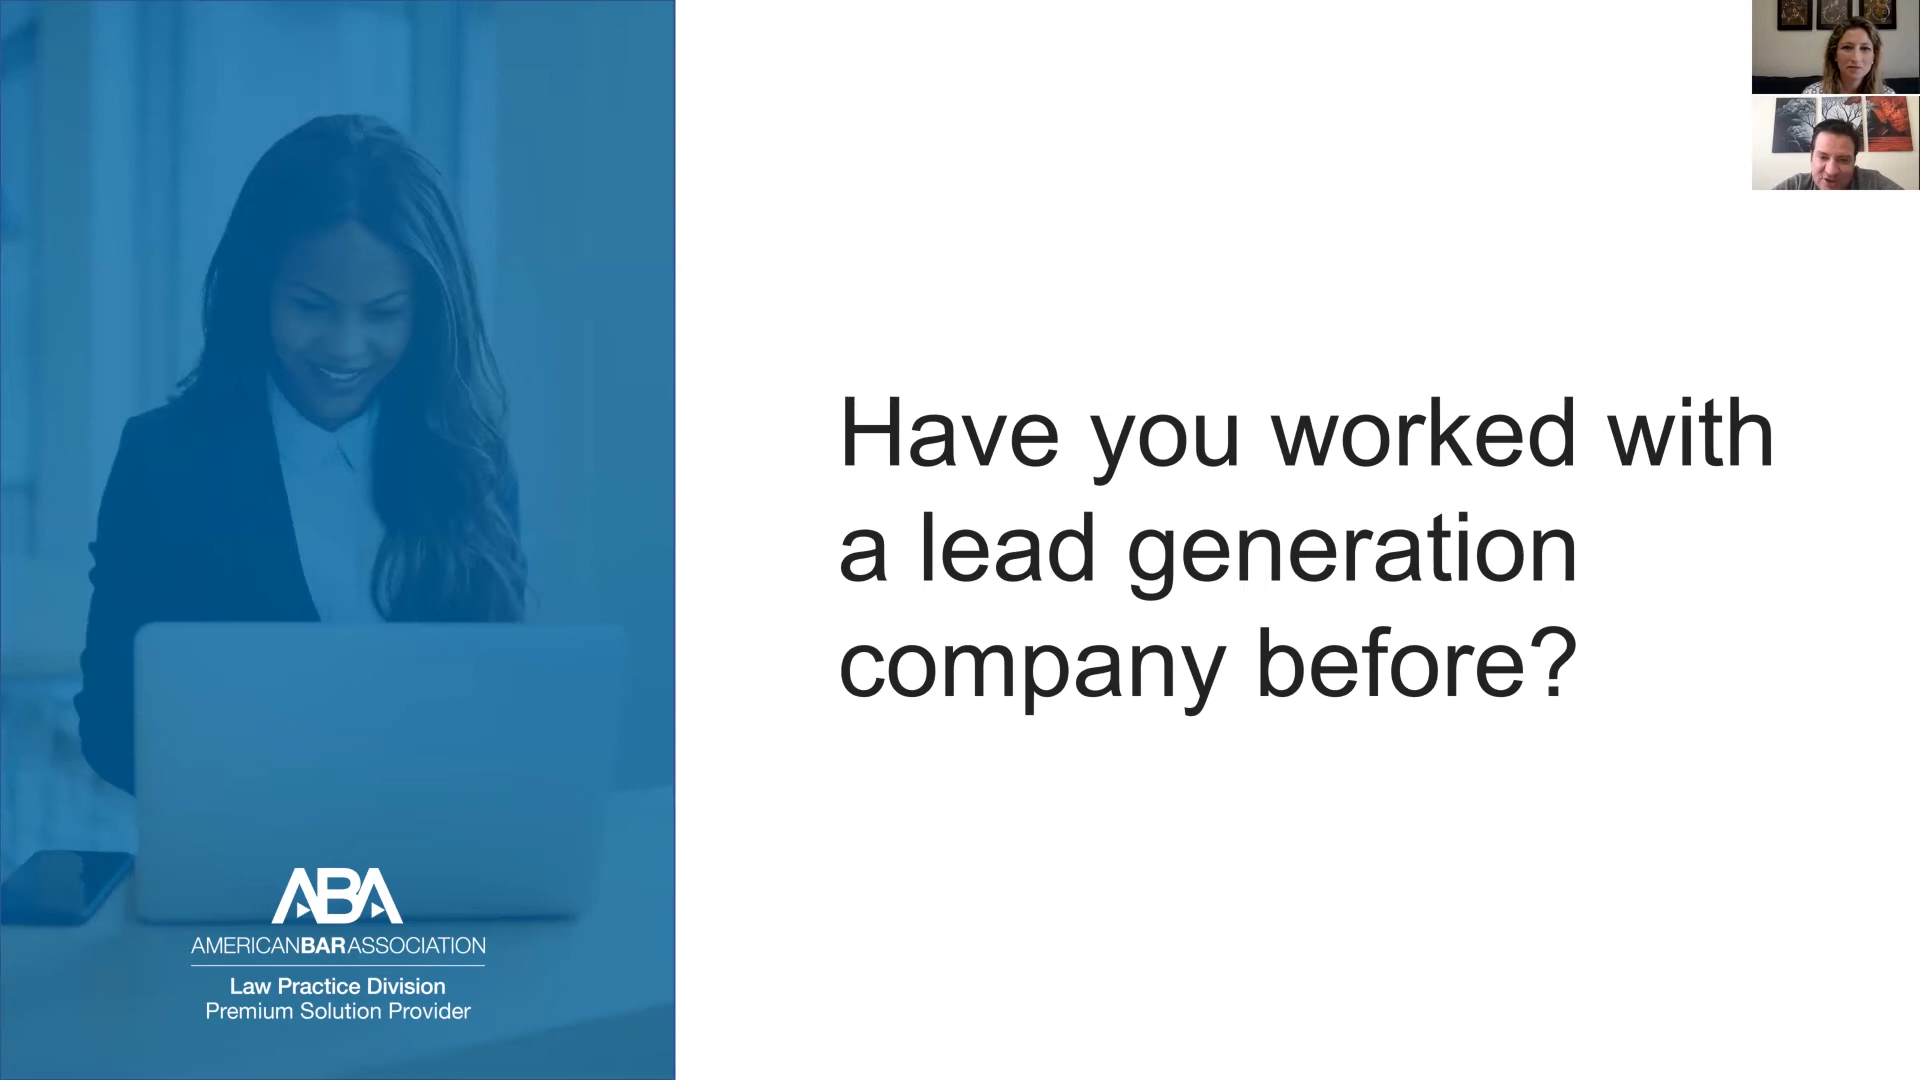 Have you worked with
a lead generation
company before?
ABA
AMERICANBARASSOCIATION
Law Practice Division
Premium Solution Provider